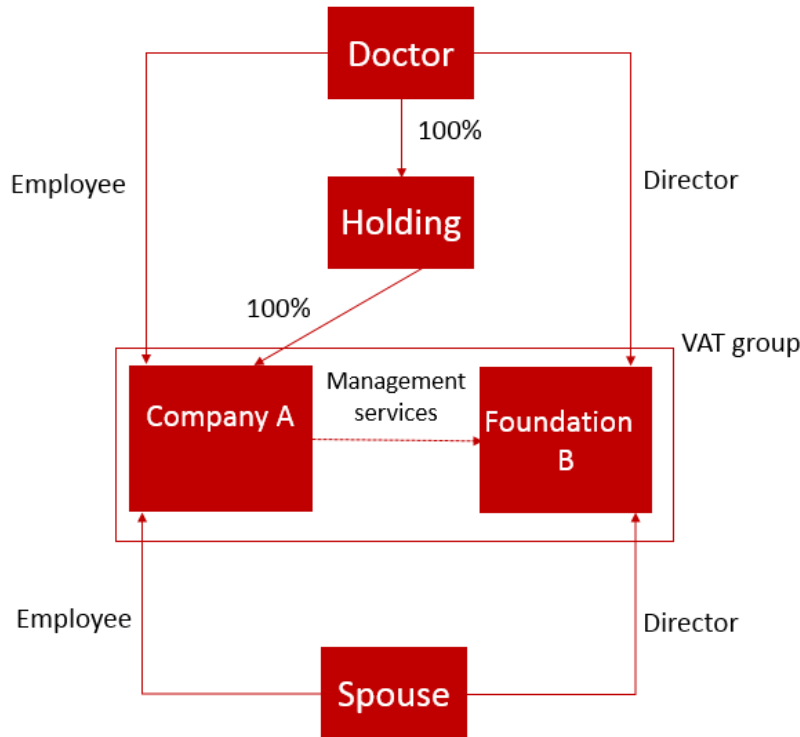 Doctor
100%
Employee
Director
Holding
100%
VAT group
Company A
Management
services
Foundation
B
Employee
Director
Spouse